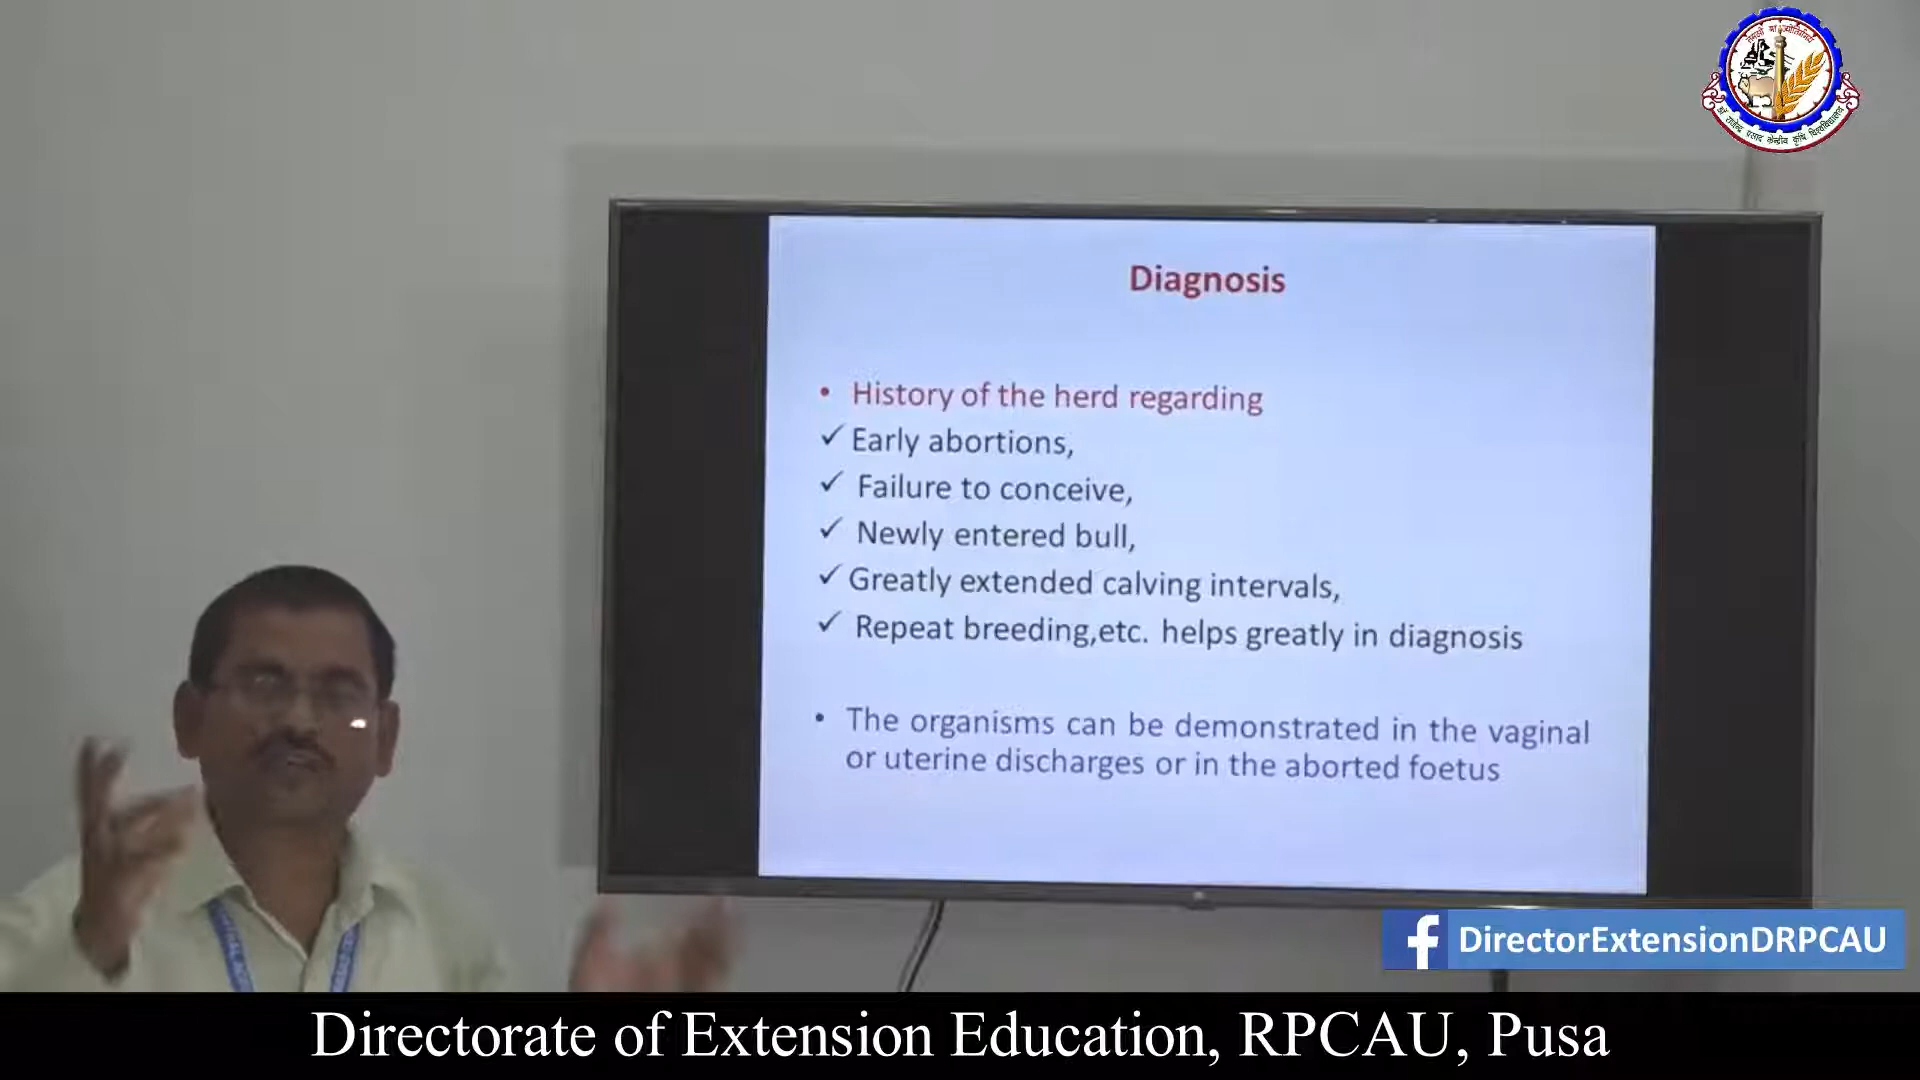 Diagnosis
• History of the herd regarding
✓ Early abortions,
✓ Failure to conceive,
✓ Newly entered bull,
✓ Greatly extended calving intervals,
✓ Repeat breeding,etc. helps greatly in diagnosis
• The organisms can be demonstrated in the vaginal
or uterine discharges or in the aborted foetus
f DirectorExtensionDRPCAU
Directorate of Extension Education, RPCAU, Pusa